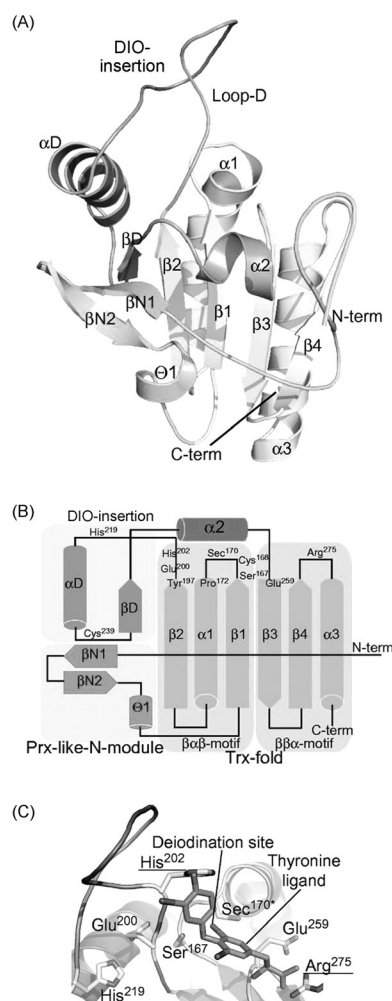 (A)
DIO-
insertion
Loop-D
αD
α1
βD
β2
α2
βN1
β1
N-term
βN2
β3
β4
Θ1
C-term
α3
(B)
DIO-insertion
α2
His219
His202
Sec170
Cys168
Arg275
Glu200
Ser167
αD
Tyr197
Pro172
Glu259
βD
β2
α1
β1
β3
β4
α3
Cys239
βN1
N-term
βN2
Θ1
C-term
Prx-like-N-module
βαβ-motif
ββα-motif
Trx-fold
(C)
Deiodination site
His202
Thyronine
ligand
Sec170*
Glu200
Glu259
Ser167
Arg275
His219